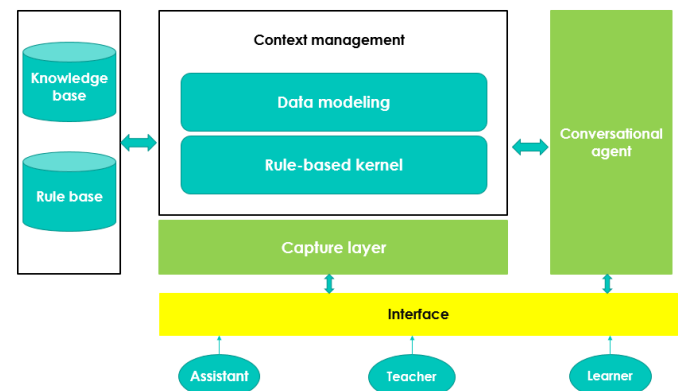 Context management
Knowledge
base
Data modeling
Conversational
agent
Rule-based kernel
Rule base
Capture layer
Interface
Assistant
Teacher
Learner